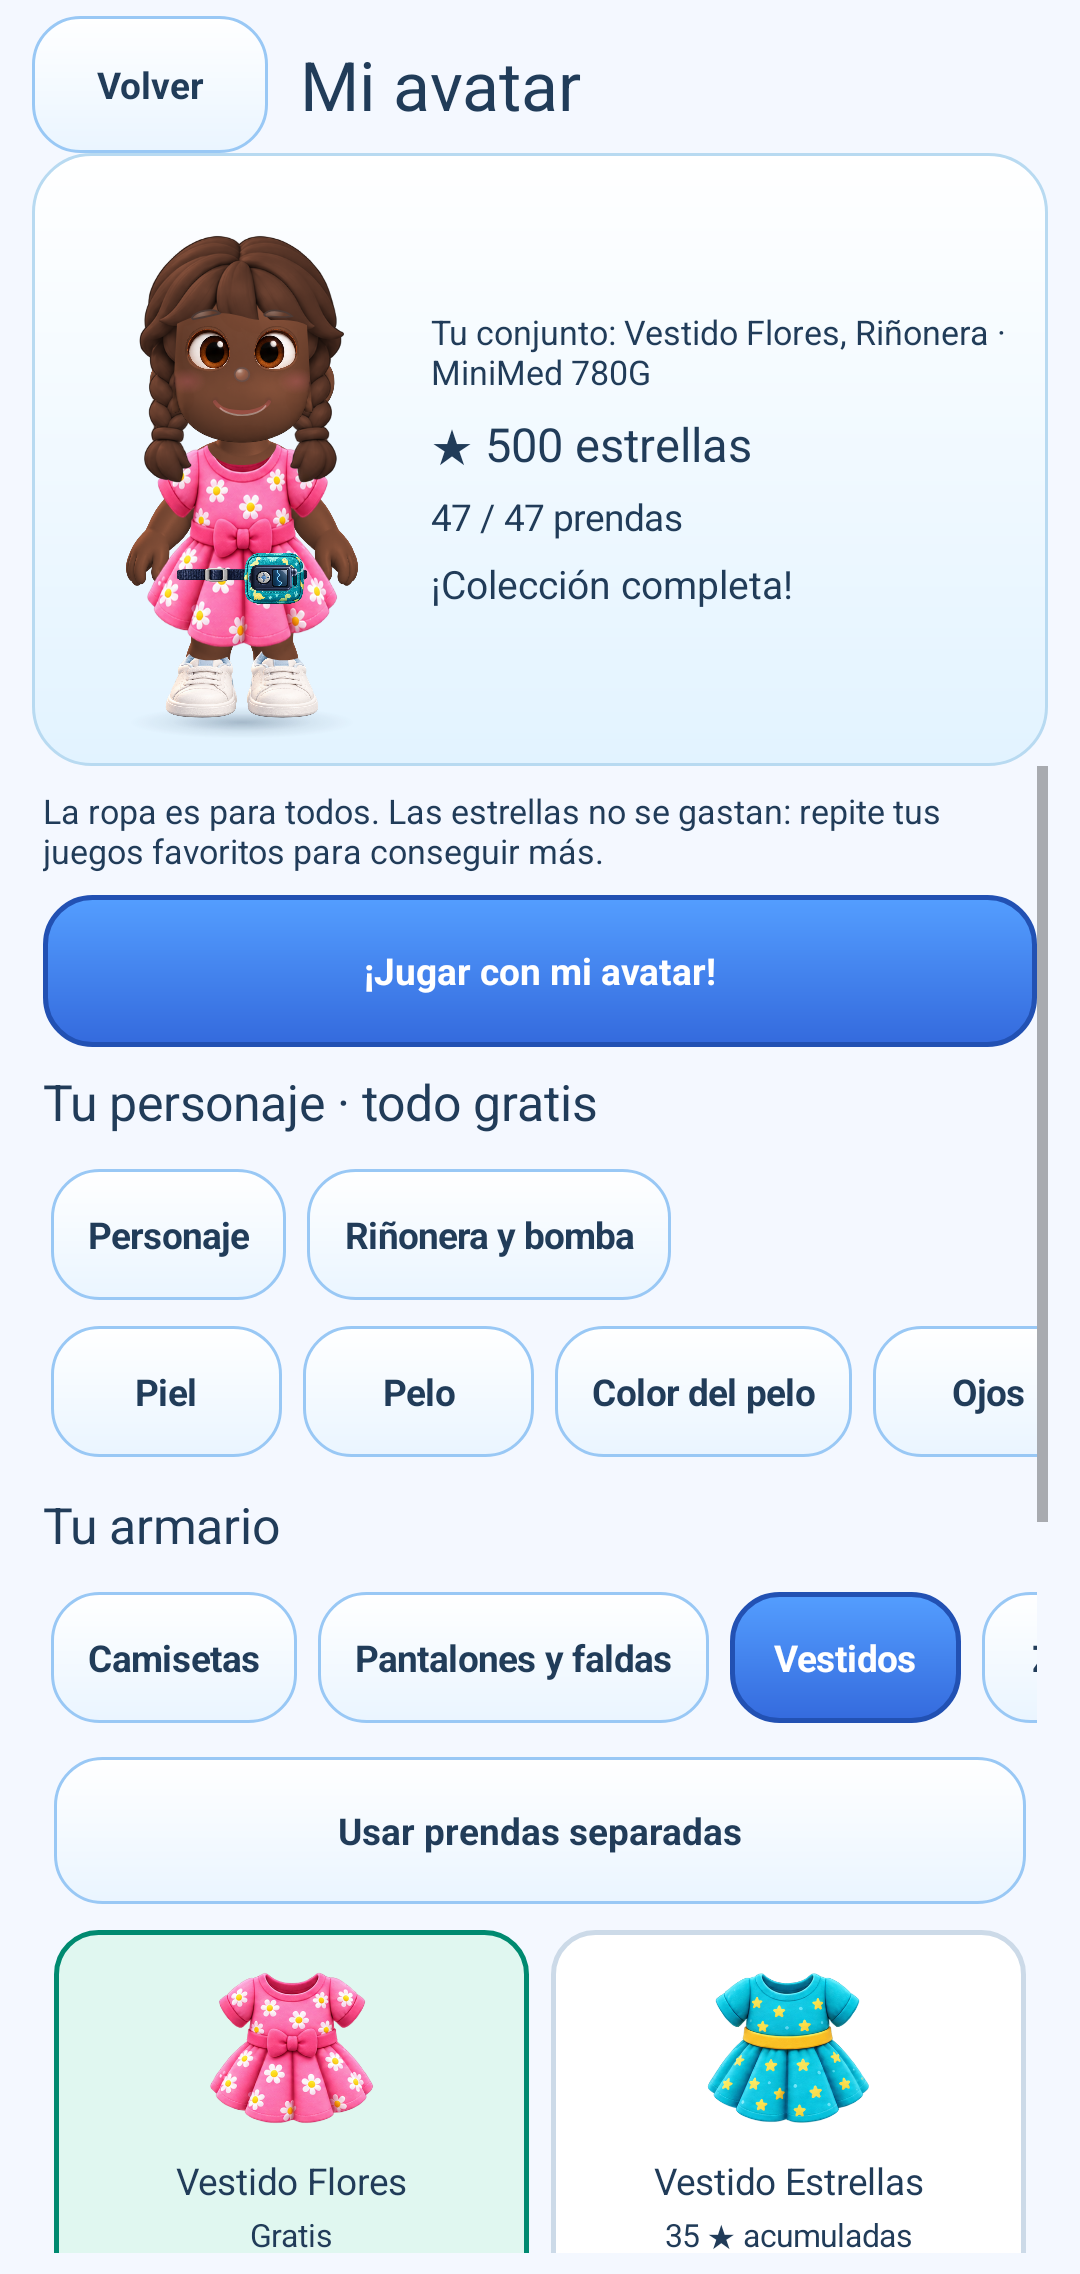 Volver
Mi avatar
Tu conjunto: Vestido Flores, Riñonera ·
MiniMed 780G
★ 500 estrellas
47 / 47 prendas
¡Colección completa!
La ropa es para todos. Las estrellas no se gastan: repite tus
juegos favoritos para conseguir más.
¡Jugar con mi avatar!
Tu personaje · todo gratis
Personaje
Riñonera y bomba
Piel
Pelo
Color del pelo
Ojos
Tu armario
Camisetas
Pantalones y faldas
Vestidos
Usar prendas separadas
Vestido Flores
Gratis
Vestido Estrellas
35 ★ acumuladas